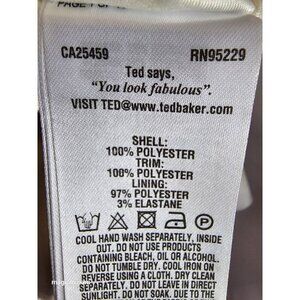 CA25459 RN95229
Ted says,
"You look fabulous".
VISIT TED@www.tedbaker.com
SHELL:
100% POLYESTER
TRIM:
100% POLYESTER
LINING:
97% POLYESTER
3% ELASTANE
COOL HAND WASH SEPARATELY, INSIDE
OUT. DO NOT USE PRODUCTS
CONTAINING BLEACH, OIL OR ALCOHOL.
DO NOT TUMBLE DRY. COOL IRON ON
REVERSE USING A CLOTH. DRY CLEAN
SEPARATELY. DO NOT LEAVE IN DIRECT
SUNLIGHT. DO NOT SOAK. DUE TO THE